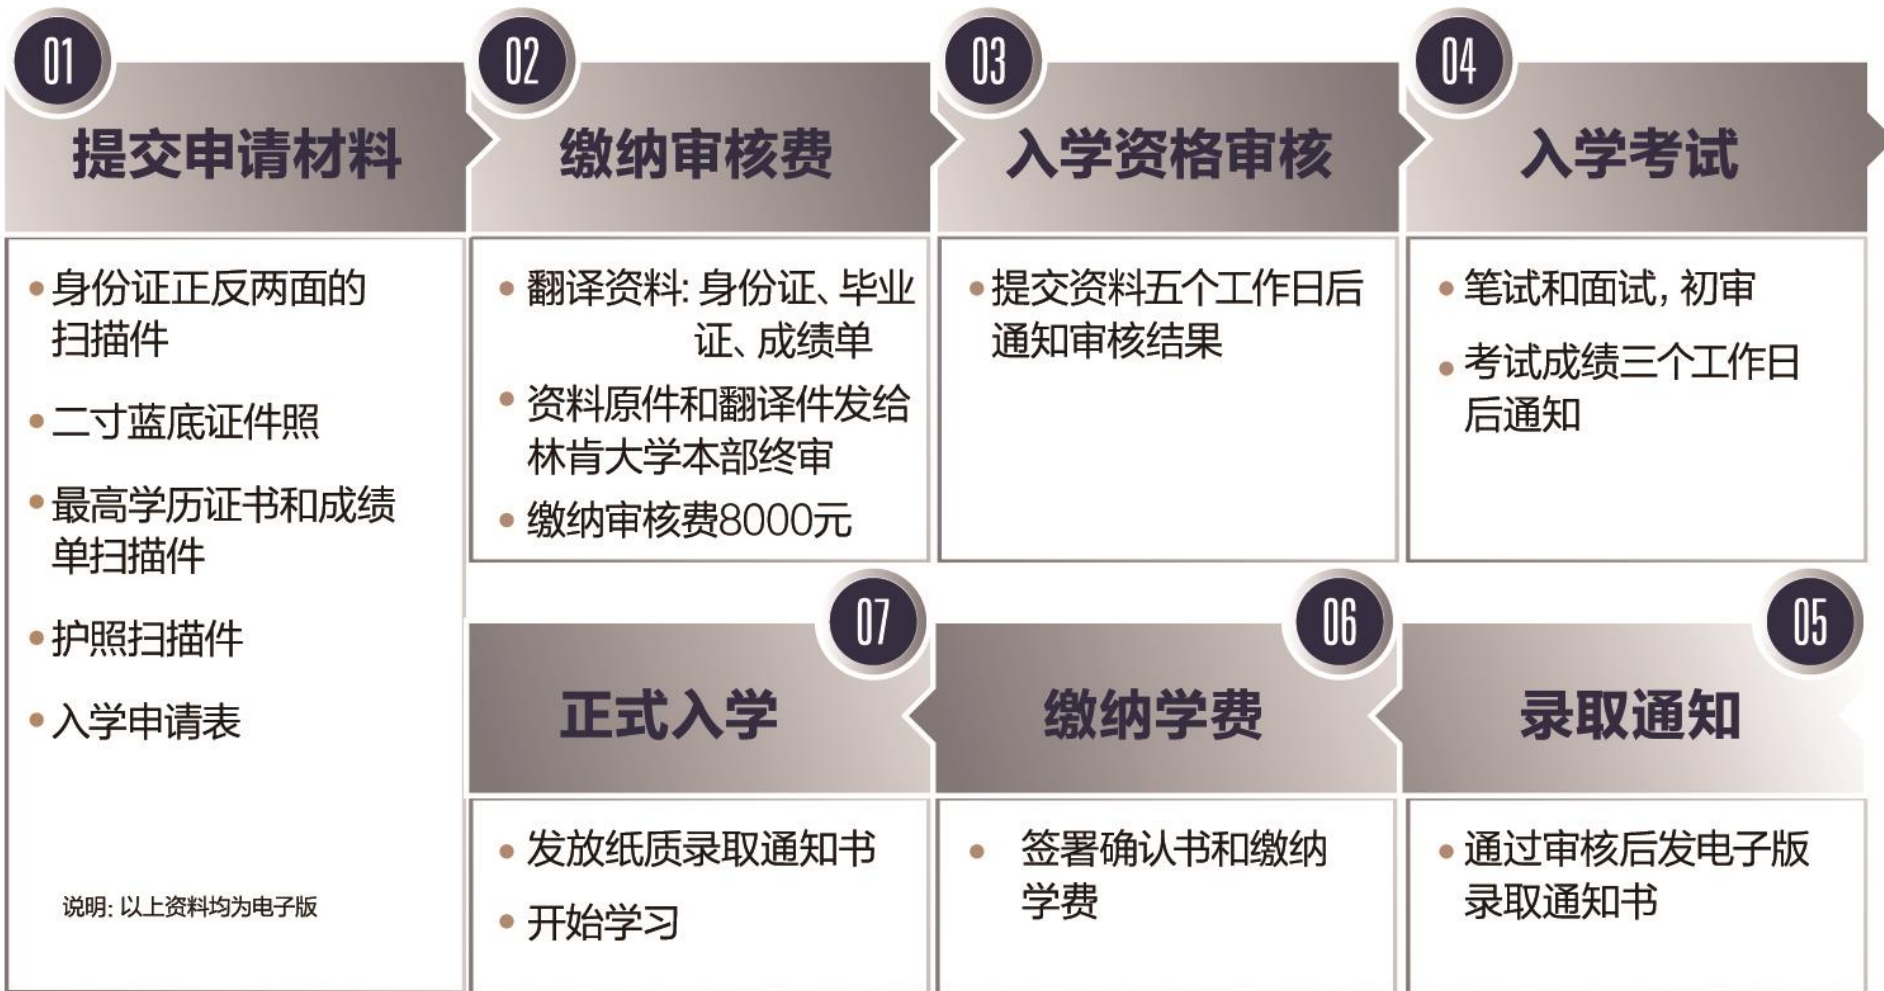 01
提交申请材料
身份证正反两面的
扫描件
二寸蓝底证件照
最高学历证书和成绩
单扫描件
护照扫描件
入学申请表
说明: 以上资料均为电子版
02
缴纳审核费
翻译资料: 身份证、毕业
证、成绩单
资料原件和翻译件发给
林肯大学本部终审
缴纳审核费8000元
03
入学资格审核
提交资料五个工作日后
通知审核结果
04
入学考试
笔试和面试, 初审
考试成绩三个工作日
后通知
05
录取通知
通过审核后发电子版
录取通知书
06
缴纳学费
签署确认书和缴纳
学费
07
正式入学
发放纸质录取通知书
开始学习